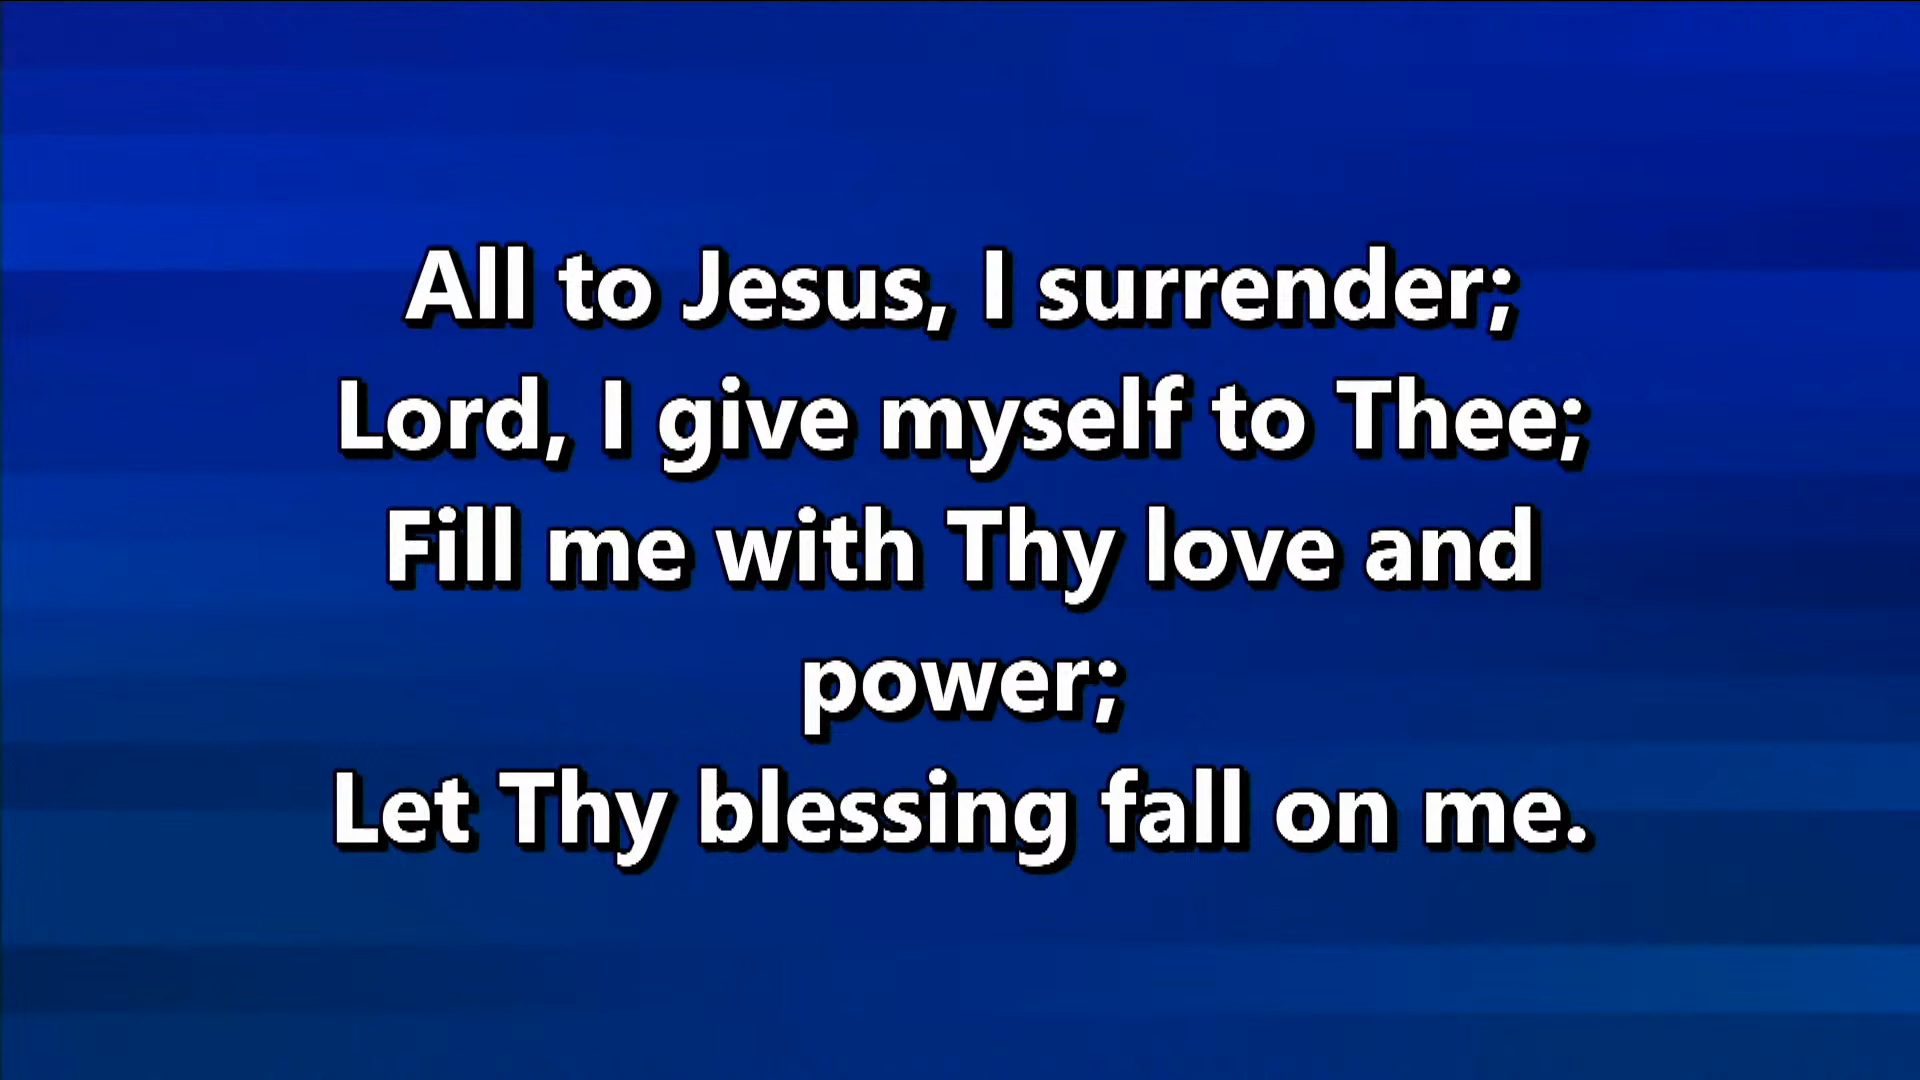 All to Jesus, I surrender;
Lord, I give myself to Thee;
Fill me with Thy love and
power;
Let Thy blessing fall on me.